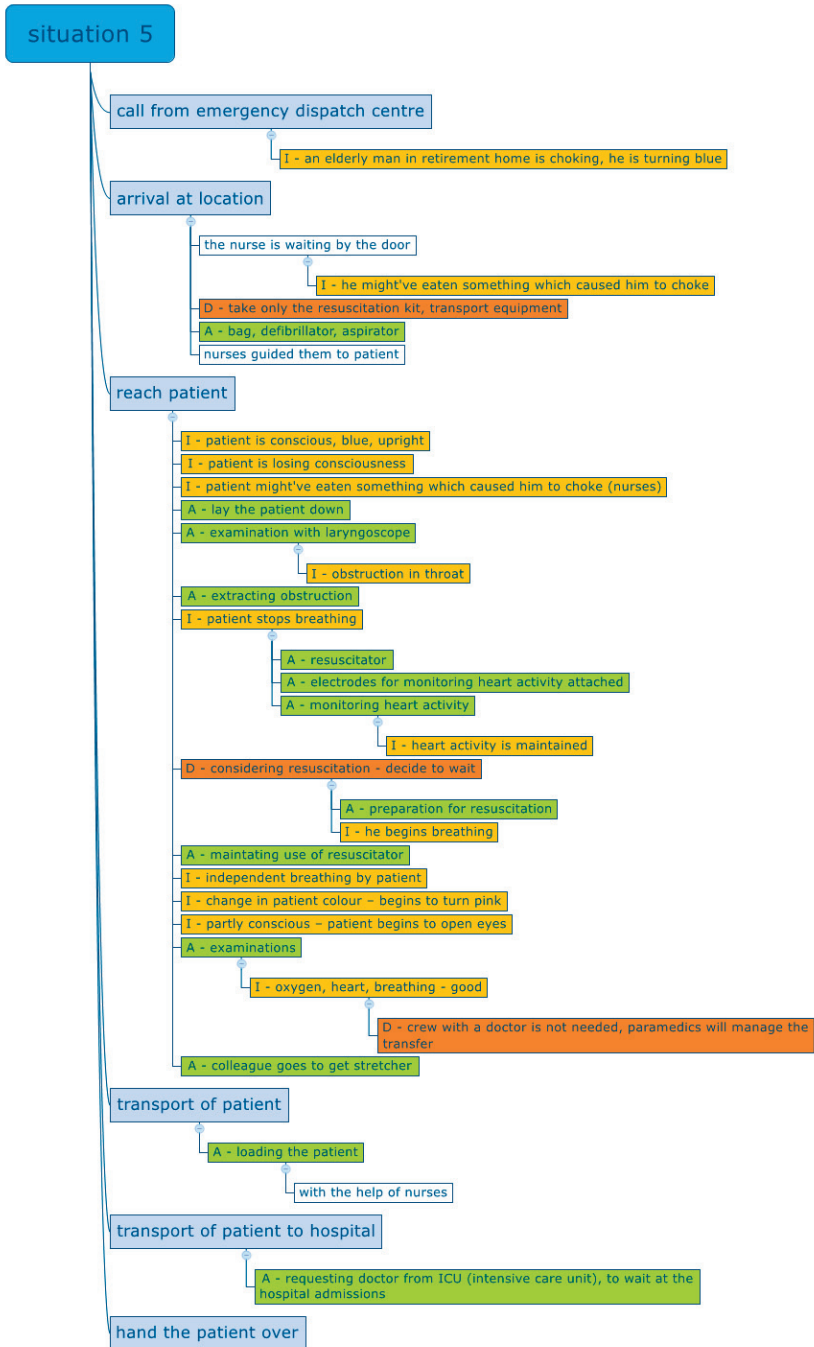 situation 5
call from emergency dispatch centre
I - an elderly man in retirement home is choking, he is turning blue
arrival at location
the nurse is waiting by the door
I - he might've eaten something which caused him to choke
D - take only the resuscitation kit, transport equipment
A - bag, defibrillator, aspirator
nurses guided them to patient
reach patient
I - patient is conscious, blue, upright
I - patient is losing consciousness
I - patient might've eaten something which caused him to choke (nurses)
A - lay the patient down
A - examination with laryngoscope
I - obstruction in throat
A - extracting obstruction
I - patient stops breathing
A - resuscitator
A - electrodes for monitoring heart activity attached
A - monitoring heart activity
I - heart activity is maintained
D - considering resuscitation - decide to wait
A - preparation for resuscitation
I - he begins breathing
A - maintating use of resuscitator
I - independent breathing by patient
I - change in patient colour – begins to turn pink
I - partly conscious – patient begins to open eyes
A - examinations
I - oxygen, heart, breathing - good
D - crew with a doctor is not needed, paramedics will manage the
transfer
A - colleague goes to get stretcher
transport of patient
A - loading the patient
with the help of nurses
transport of patient to hospital
A - requesting doctor from ICU (intensive care unit), to wait at the
hospital admissions
hand the patient over